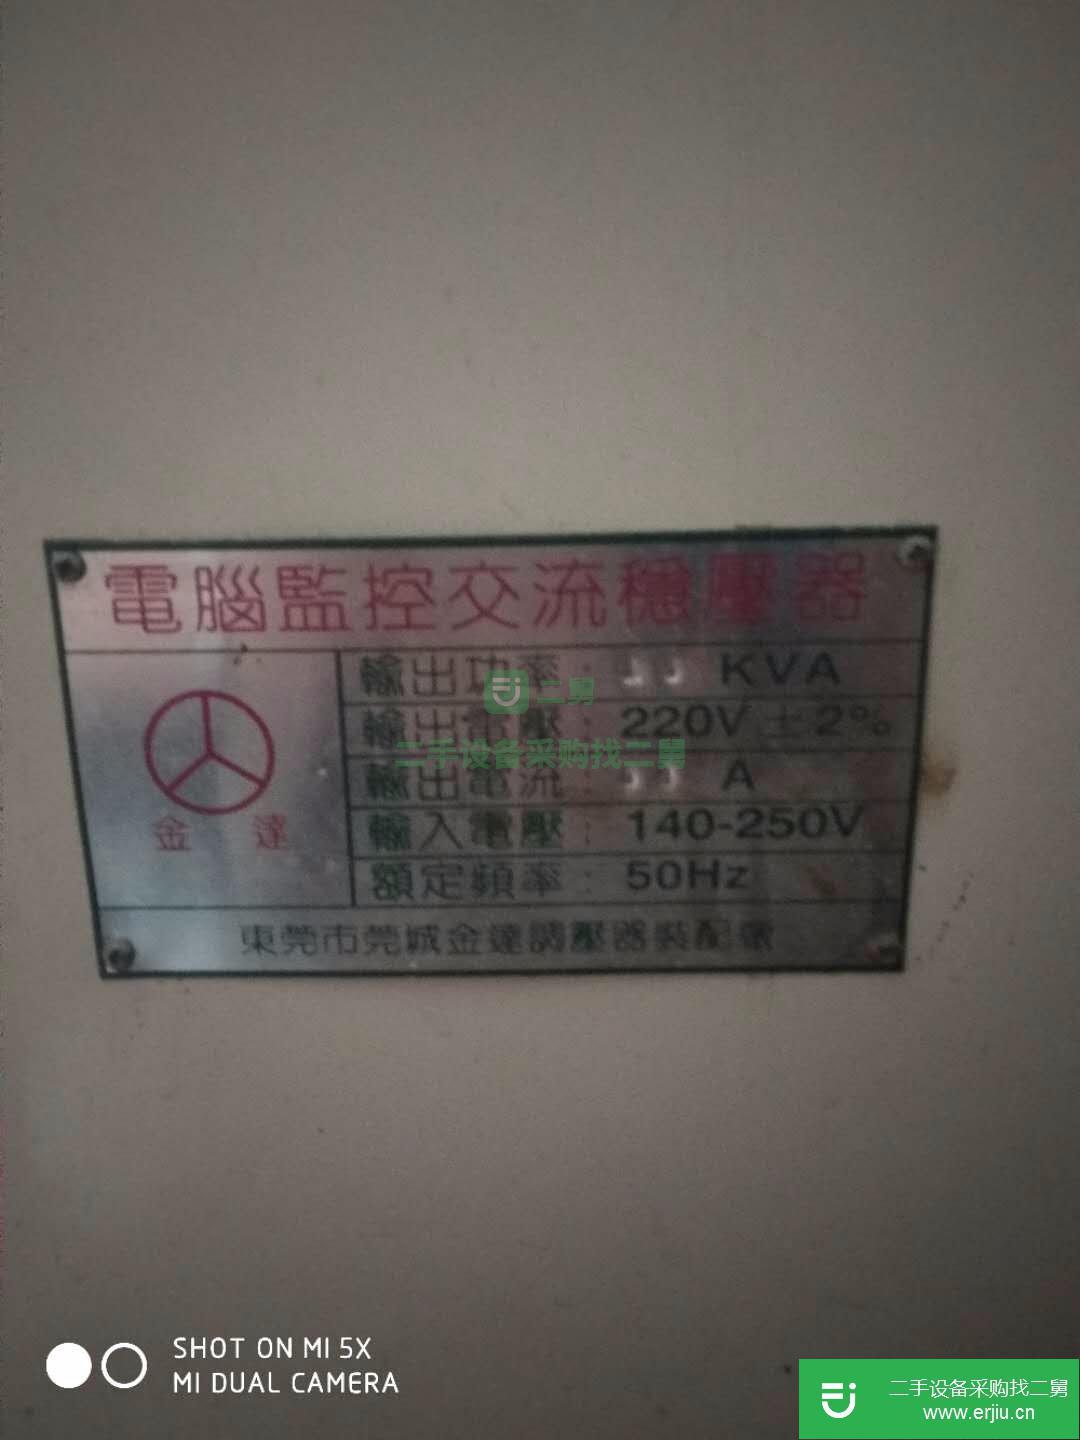 電腦監控交流穩壓器
輸出功率: KVA
輸出電壓: 220V ±2%
輸出電流: A
輸入電壓: 140-250V
額定頻率: 50Hz
金達
東莞市莞城金達調壓器裝配廠
二舅
二手设备采购找二舅
SHOT ON MI 5X
MI DUAL CAMERA
二手设备采购找二舅
www.erjiu.cn